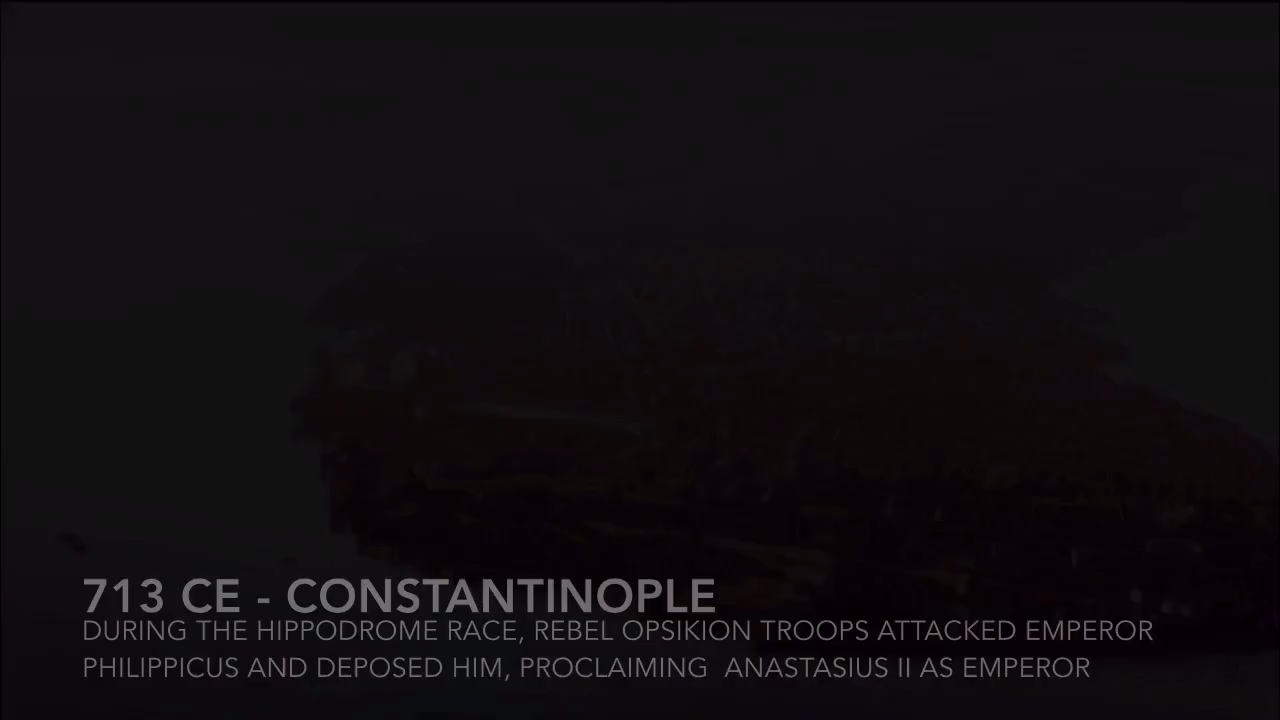 713 CE - CONSTANTINOPLE
DURING THE HIPPODROME RACE, REBEL OPSIKION TROOPS ATTACKED EMPEROR
PHILIPPICUS AND DEPOSED HIM, PROCLAIMING  ANASTASIUS II AS EMPEROR